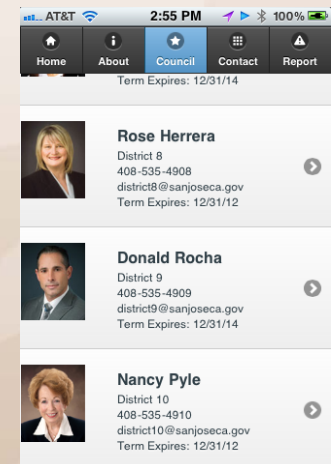 AT&T 2:55 PM 100%
Home About Council Contact Report
Term Expires: 12/31/14
Rose Herrera
District 8
408-535-4908
district8@sanjoseca.gov
Term Expires: 12/31/12
Donald Rocha
District 9
408-535-4909
district9@sanjoseca.gov
Term Expires: 12/31/14
Nancy Pyle
District 10
408-535-4910
district10@sanjoseca.gov
Term Expires: 12/31/12